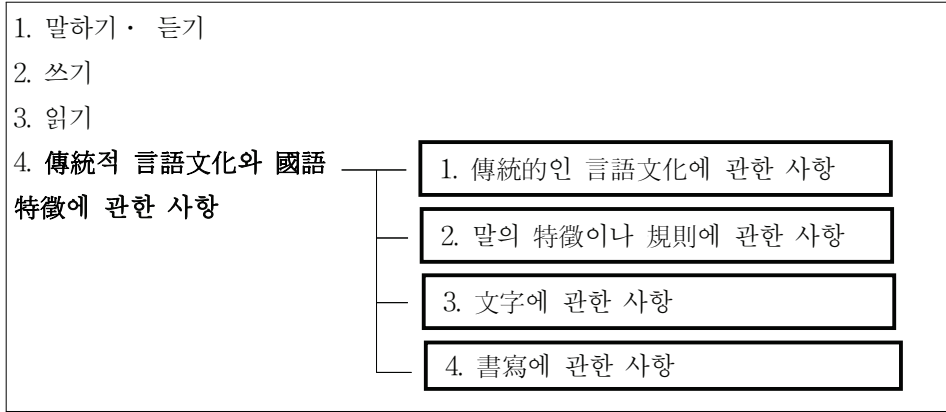 1. 말하기· 듣기
2. 쓰기
3. 읽기
4. 傳統적 言語文化와 國語
特徵에 관한 사항
1. 傳統的인 言語文化에 관한 사항
2. 말의 特徵이나 規則에 관한 사항
3. 文字에 관한 사항
4. 書寫에 관한 사항